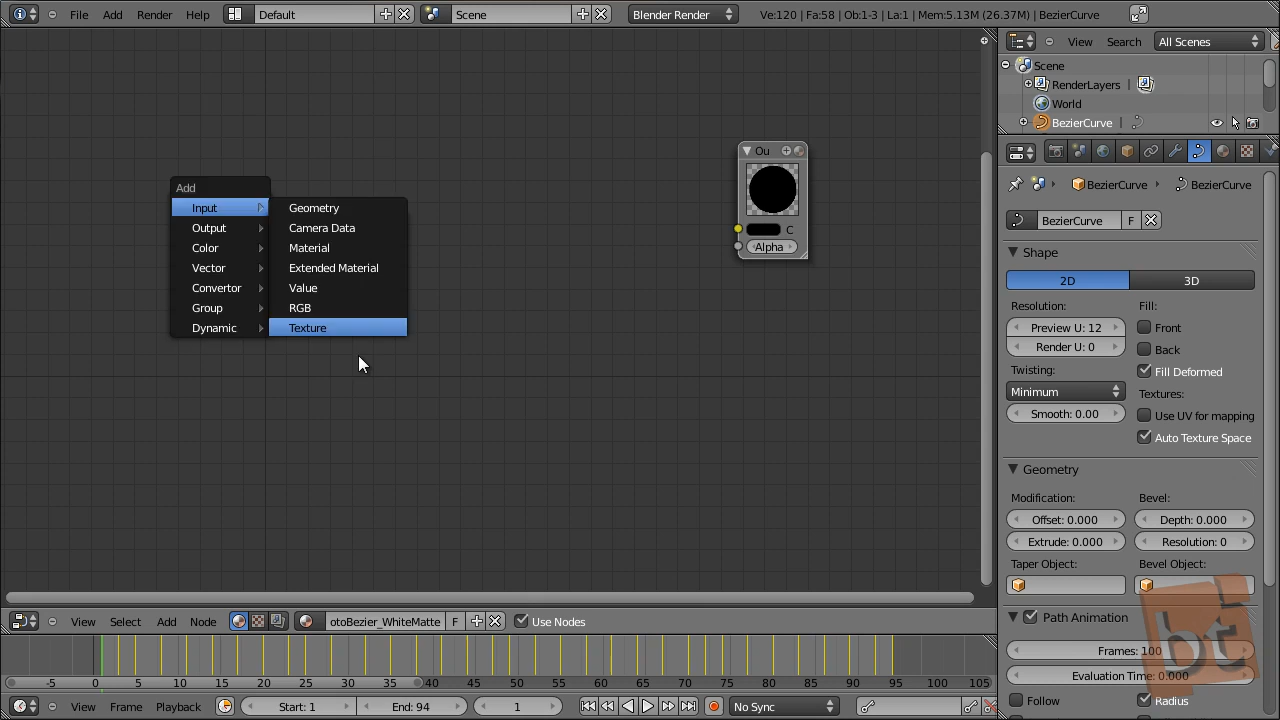 File Add Render Help Default Scene Blender Render Ve:120 | Fa:58 | Ob:1-3 | La:1 | Mem:5.13M (26.37M) | BezierCurve
View Search All Scenes
Scene
RenderLayers |
World
BezierCurve |
Ou
C
Alpha
Add
Input
Output
Color
Vector
Convertor
Group
Dynamic
Geometry
Camera Data
Material
Extended Material
Value
RGB
Texture
BezierCurve BezierCurve
BezierCurve F
Shape
2D 3D
Resolution: Fill:
Preview U: 12 Front
Render U: 0 Back
Twisting: Fill Deformed
Minimum Textures:
Smooth: 0.00 Use UV for mapping
Auto Texture Space
Geometry
Modification: Bevel:
Offset: 0.000 Depth: 0.000
Extrude: 0.000 Resolution: 0
Taper Object: Bevel Object:
Path Animation
Frames: 100
Evaluation Time: 0.000
Follow Radius
bt
View Select Add Node otoBezier_WhiteMatte F Use Nodes
-5 0 5 10 15 20 25 30 35 40 45 50 55 60 65 70 75 80 85 90 95 100 105
View Frame Playback Start: 1 End: 94 1 No Sync